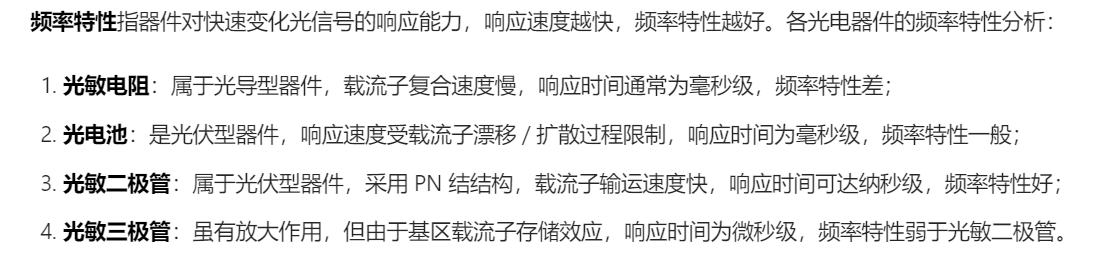 频率特性指器件对快速变化光信号的响应能力，响应速度越快，频率特性越好。各光电器件的频率特性分析：
1. 光敏电阻：属于光导型器件，载流子复合速度慢，响应时间通常为毫秒级，频率特性差；
2. 光电池：是光伏型器件，响应速度受载流子漂移 / 扩散过程限制，响应时间为毫秒级，频率特性一般；
3. 光敏二极管：属于光伏型器件，采用 PN 结结构，载流子输运速度快，响应时间可达纳秒级，频率特性好；
4. 光敏三极管：虽有放大作用，但由于基区载流子存储效应，响应时间为微秒级，频率特性弱于光敏二极管。